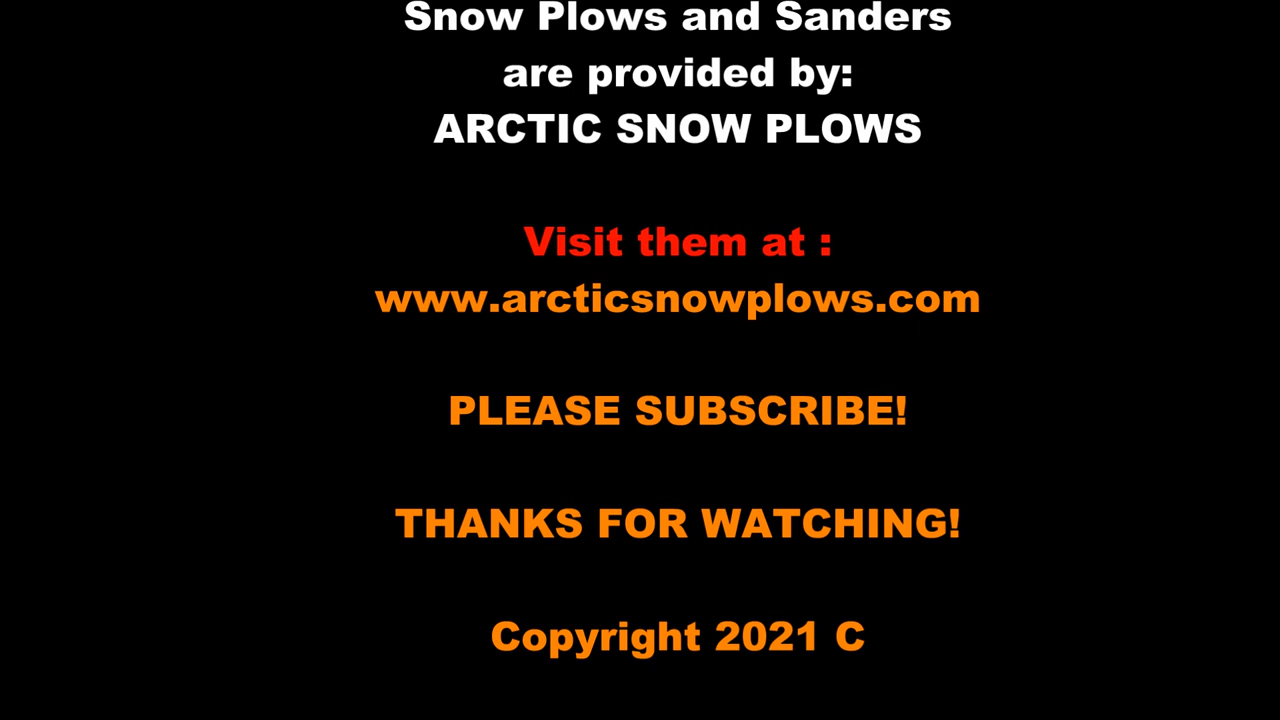 Snow Plows and Sanders
are provided by:
ARCTIC SNOW PLOWS
Visit them at :
www.arcticsnowplows.com
PLEASE SUBSCRIBE!
THANKS FOR WATCHING!
Copyright 2021 C